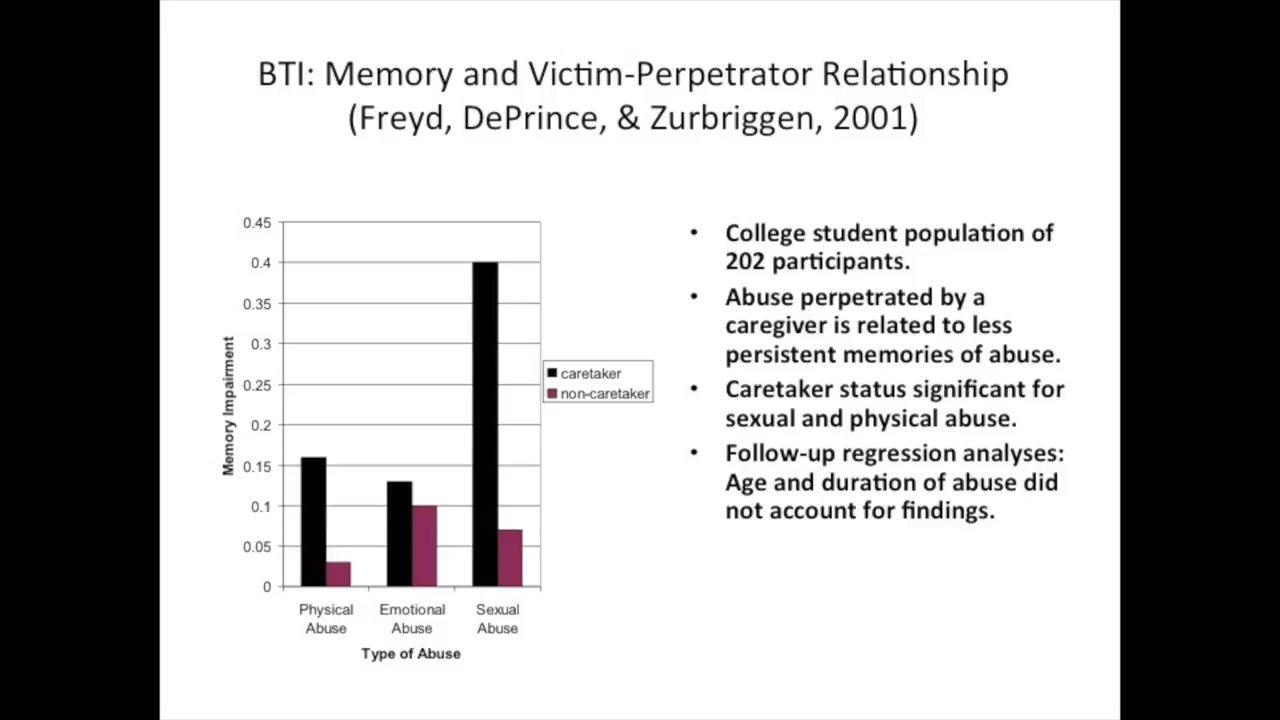 BTI: Memory and Victim-Perpetrator Relationship
(Freyd, DePrince, & Zurbriggen, 2001)
0.45
0.4
0.35
0.3
0.25
0.2
0.15
0.1
0.05
0
Memory Impairment
Physical
Abuse
Emotional
Abuse
Sexual
Abuse
Type of Abuse
caretaker
non-caretaker
• College student population of
202 participants.
• Abuse perpetrated by a
caregiver is related to less
persistent memories of abuse.
• Caretaker status significant for
sexual and physical abuse.
• Follow-up regression analyses:
Age and duration of abuse did
not account for findings.